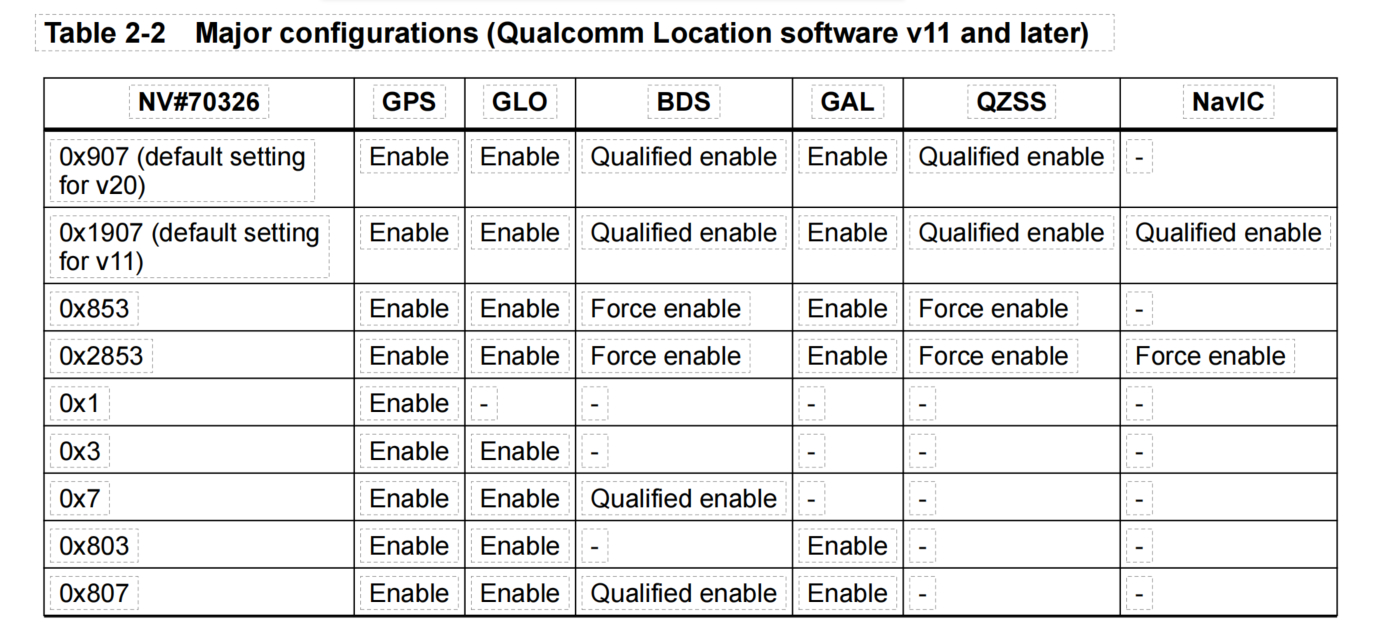 Table 2-2 Major configurations (Qualcomm Location software v11 and later)
NV#70326 GPS GLO BDS GAL QZSS NavIC
0x907 (default setting Enable Enable Qualified enable Enable Qualified enable -
for v20)
0x1907 (default setting Enable Enable Qualified enable Enable Qualified enable Qualified enable
for v11)
0x853 Enable Enable Force enable Enable Force enable -
0x2853 Enable Enable Force enable Enable Force enable Force enable
0x1 Enable - - - - -
0x3 Enable Enable - - - -
0x7 Enable Enable Qualified enable - - -
0x803 Enable Enable - Enable - -
0x807 Enable Enable Qualified enable Enable - -